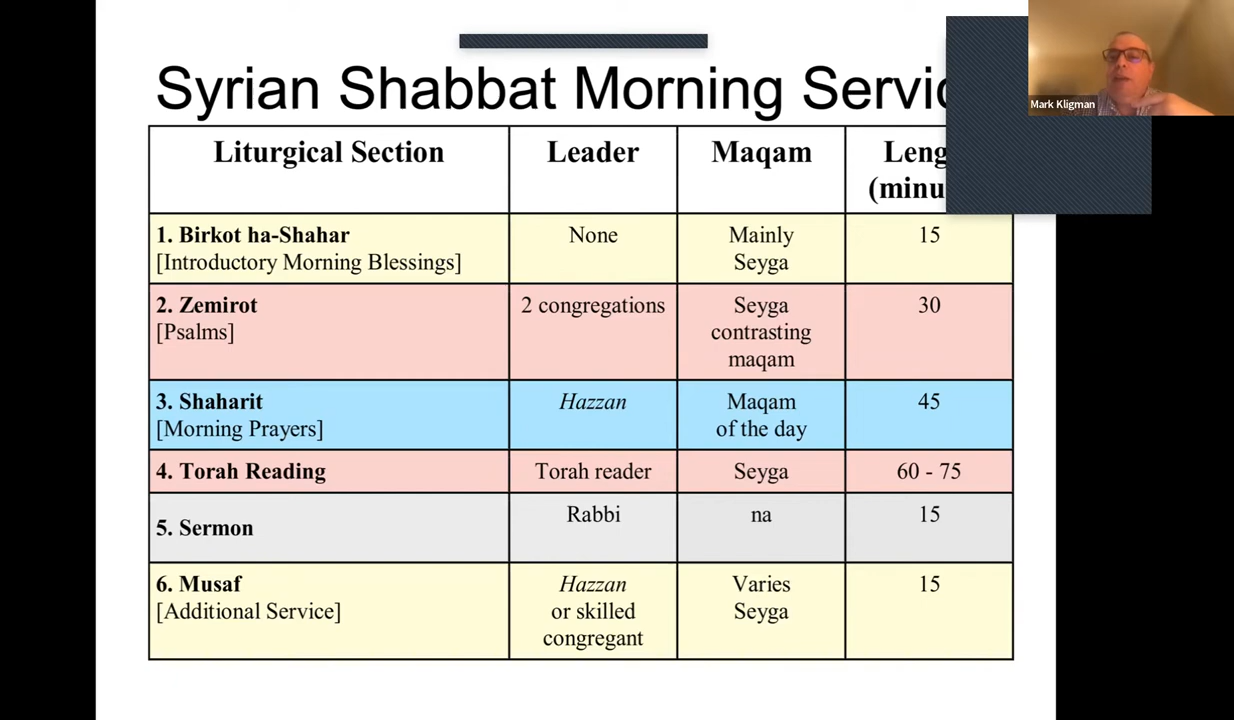 Syrian Shabbat Morning
Mark Kligman
Liturgical Section Leader Maqam
1. Birkot ha-Shahar None Mainly 15
[Introductory Morning Blessings] Seyga
2. Zemirot 2 congregations Seyga 30
[Psalms] contrasting
maqam
3. Shaharit Hazzan Maqam 45
[Morning Prayers] of the day
4. Torah Reading Torah reader Seyga 60 - 75
5. Sermon Rabbi na 15
6. Musaf Hazzan Varies 15
[Additional Service] or skilled Seyga
congregant